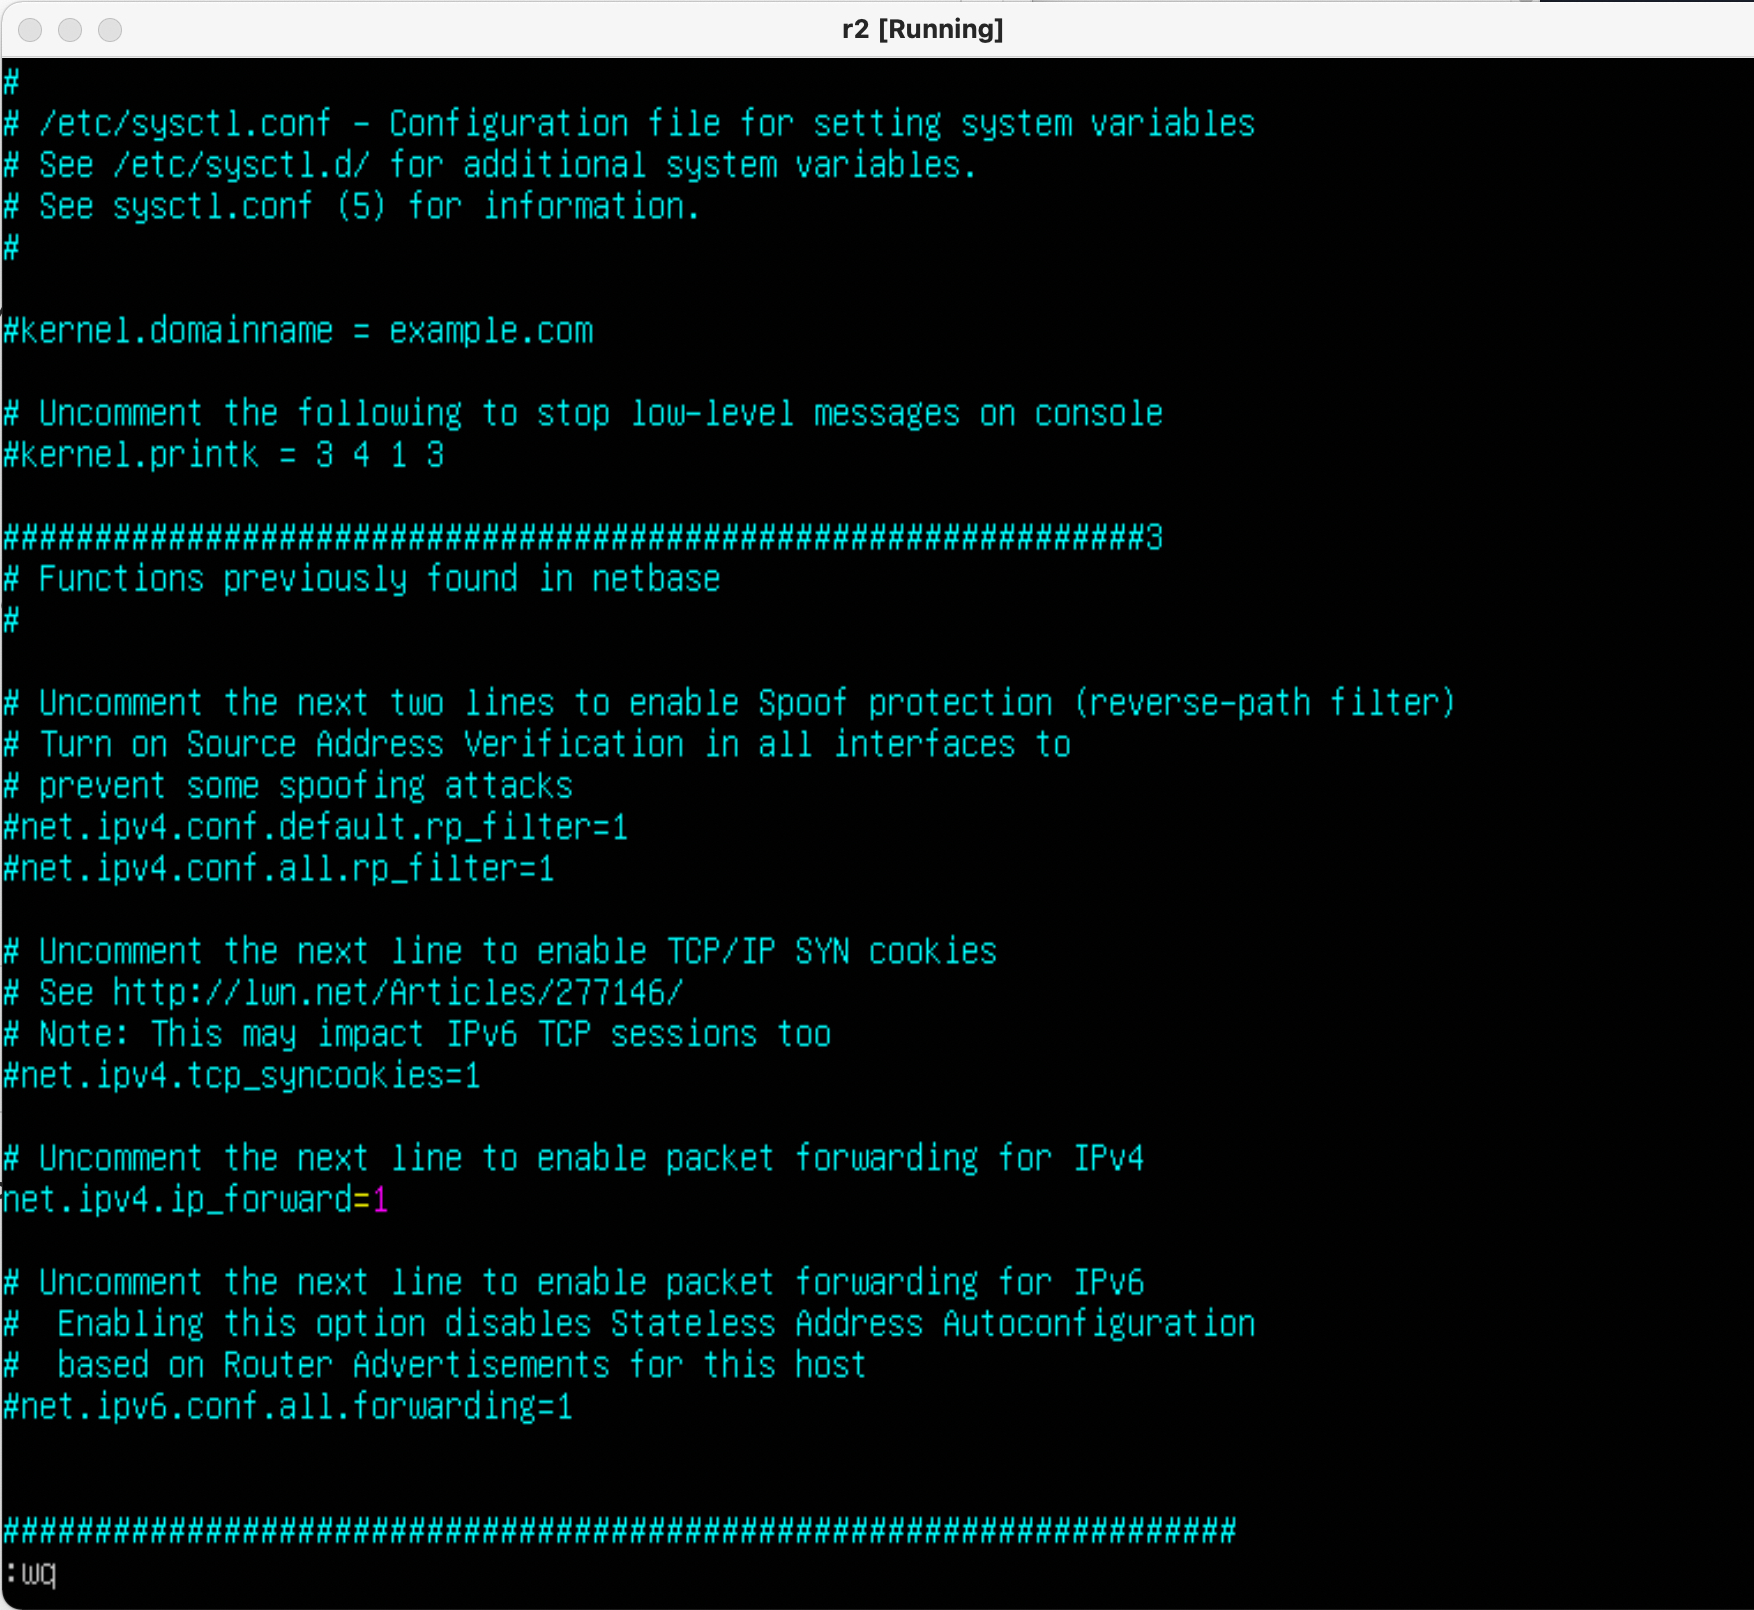 r2 [Running]
#
# /etc/sysctl.conf - Configuration file for setting system variables
# See /etc/sysctl.d/ for additional system variables.
# See sysctl.conf (5) for information.
#
#kernel.domainname = example.com
# Uncomment the following to stop low-level messages on console
#kernel.printk = 3 4 1 3
##############################################################3
# Functions previously found in netbase
#
# Uncomment the next two lines to enable Spoof protection (reverse-path filter)
# Turn on Source Address Verification in all interfaces to
# prevent some spoofing attacks
#net.ipv4.conf.default.rp_filter=1
#net.ipv4.conf.all.rp_filter=1
# Uncomment the next line to enable TCP/IP SYN cookies
# See http://lwn.net/Articles/277146/
# Note: This may impact IPv6 TCP sessions too
#net.ipv4.tcp_syncookies=1
# Uncomment the next line to enable packet forwarding for IPv4
net.ipv4.ip_forward=1
# Uncomment the next line to enable packet forwarding for IPv6
#  Enabling this option disables Stateless Address Autoconfiguration
#  based on Router Advertisements for this host
#net.ipv6.conf.all.forwarding=1
###################################################################
:wq